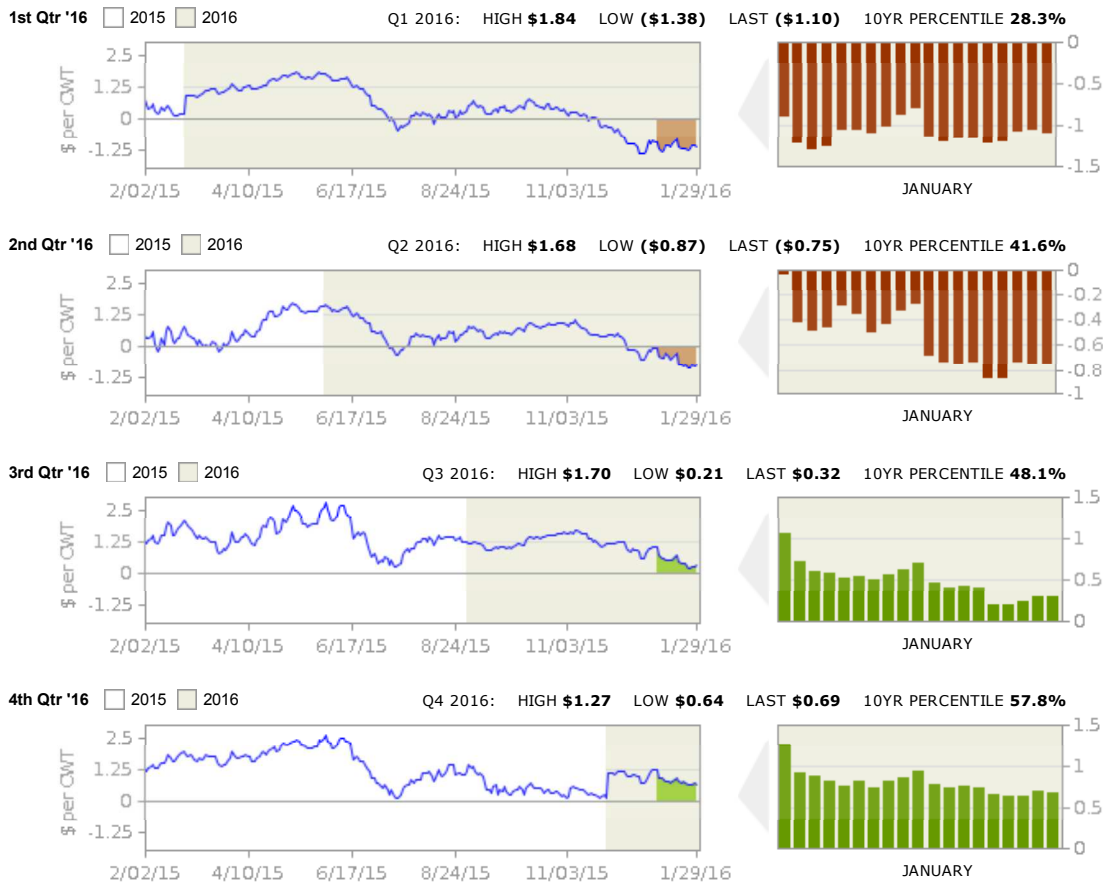 1st Qtr '16 2015 2016 Q1 2016: HIGH $1.84 LOW ($1.38) LAST ($1.10) 10YR PERCENTILE 28.3%
$ per CWT
2.5
1.25
0
-1.25
2/02/15 4/10/15 6/17/15 8/24/15 11/03/15 1/29/16
0
-0.5
-1
-1.5
JANUARY
2nd Qtr '16 2015 2016 Q2 2016: HIGH $1.68 LOW ($0.87) LAST ($0.75) 10YR PERCENTILE 41.6%
$ per CWT
2.5
1.25
0
-1.25
2/02/15 4/10/15 6/17/15 8/24/15 11/03/15 1/29/16
0
-0.2
-0.4
-0.6
-0.8
-1
JANUARY
3rd Qtr '16 2015 2016 Q3 2016: HIGH $1.70 LOW $0.21 LAST $0.32 10YR PERCENTILE 48.1%
$ per CWT
2.5
1.25
0
-1.25
2/02/15 4/10/15 6/17/15 8/24/15 11/03/15 1/29/16
1.5
1
0.5
0
JANUARY
4th Qtr '16 2015 2016 Q4 2016: HIGH $1.27 LOW $0.64 LAST $0.69 10YR PERCENTILE 57.8%
$ per CWT
2.5
1.25
0
-1.25
2/02/15 4/10/15 6/17/15 8/24/15 11/03/15 1/29/16
1.5
1
0.5
0
JANUARY